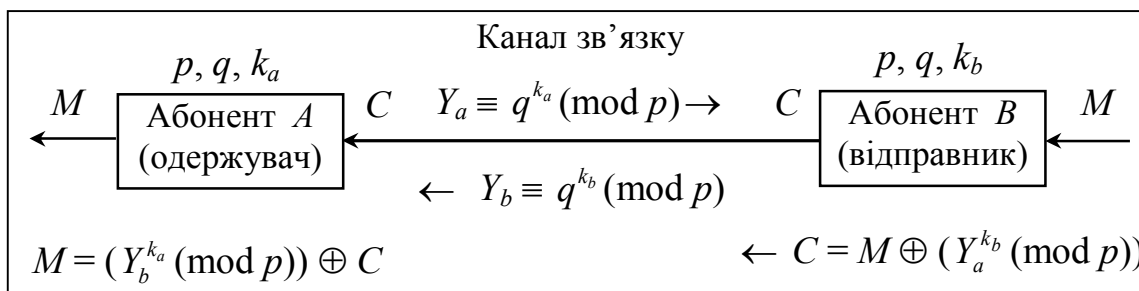 Канал зв’язку
p, q, k_a
p, q, k_b
M
Абонент A
(одержувач)
C
Y_a ≡ q^{k_a} (mod p) →
C
Абонент B
(відправник)
M
← Y_b ≡ q^{k_b} (mod p)
M = (Y_b^{k_a} (mod p)) ⊕ C
← C = M ⊕ (Y_a^{k_b} (mod p))